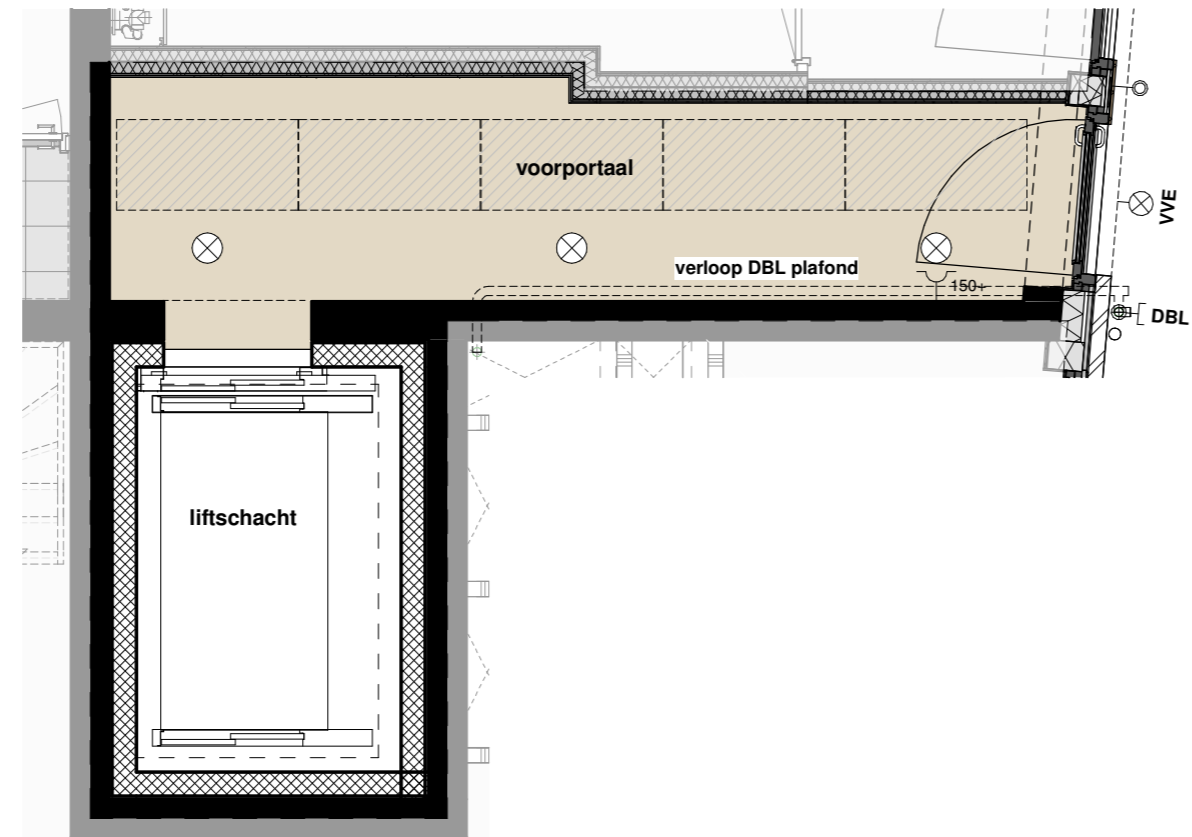 voorportaal
VVE
verloop DBL plafond
150+
DBL
liftschacht